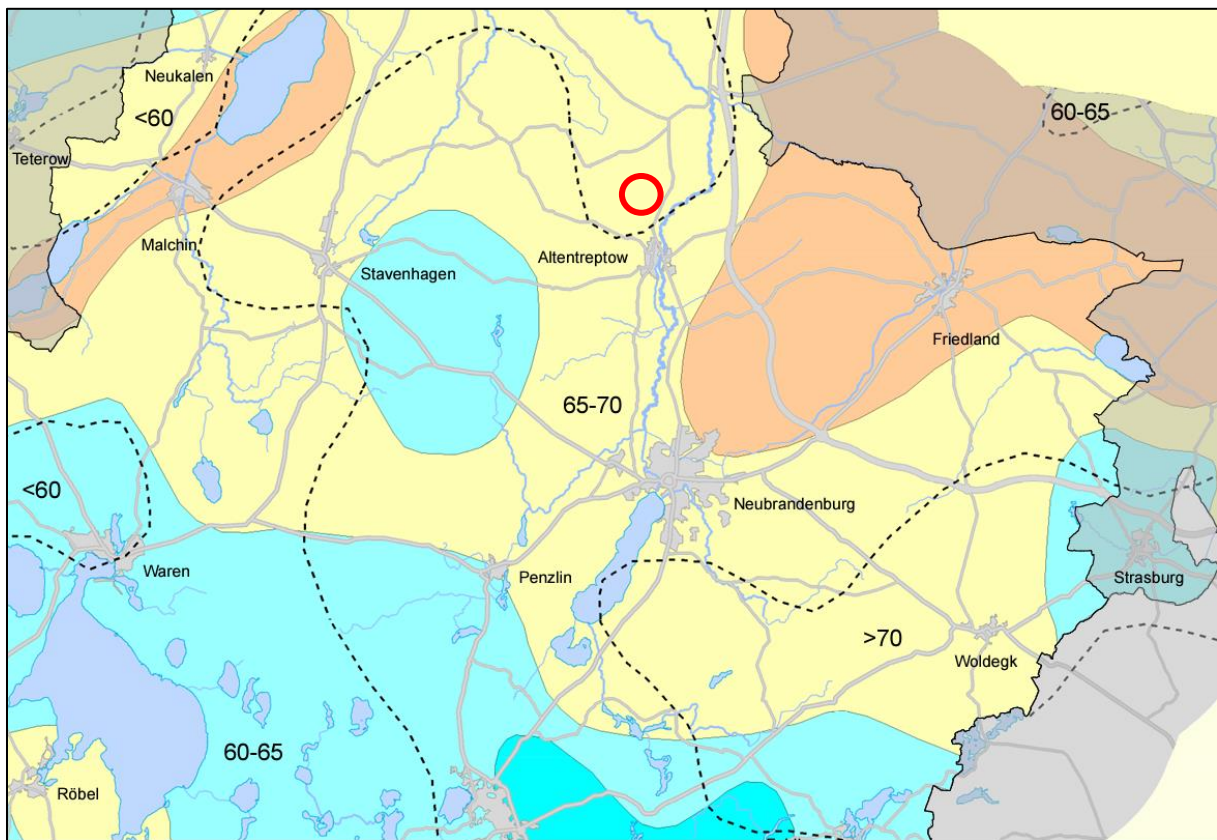 Neukalen
<60
60-65
Teterow
Malchin
Altentreptow
Stavenhagen
Friedland
65-70
<60
Neubrandenburg
Waren
Penzlin
Strasburg
>70
Woldegk
60-65
Röbel